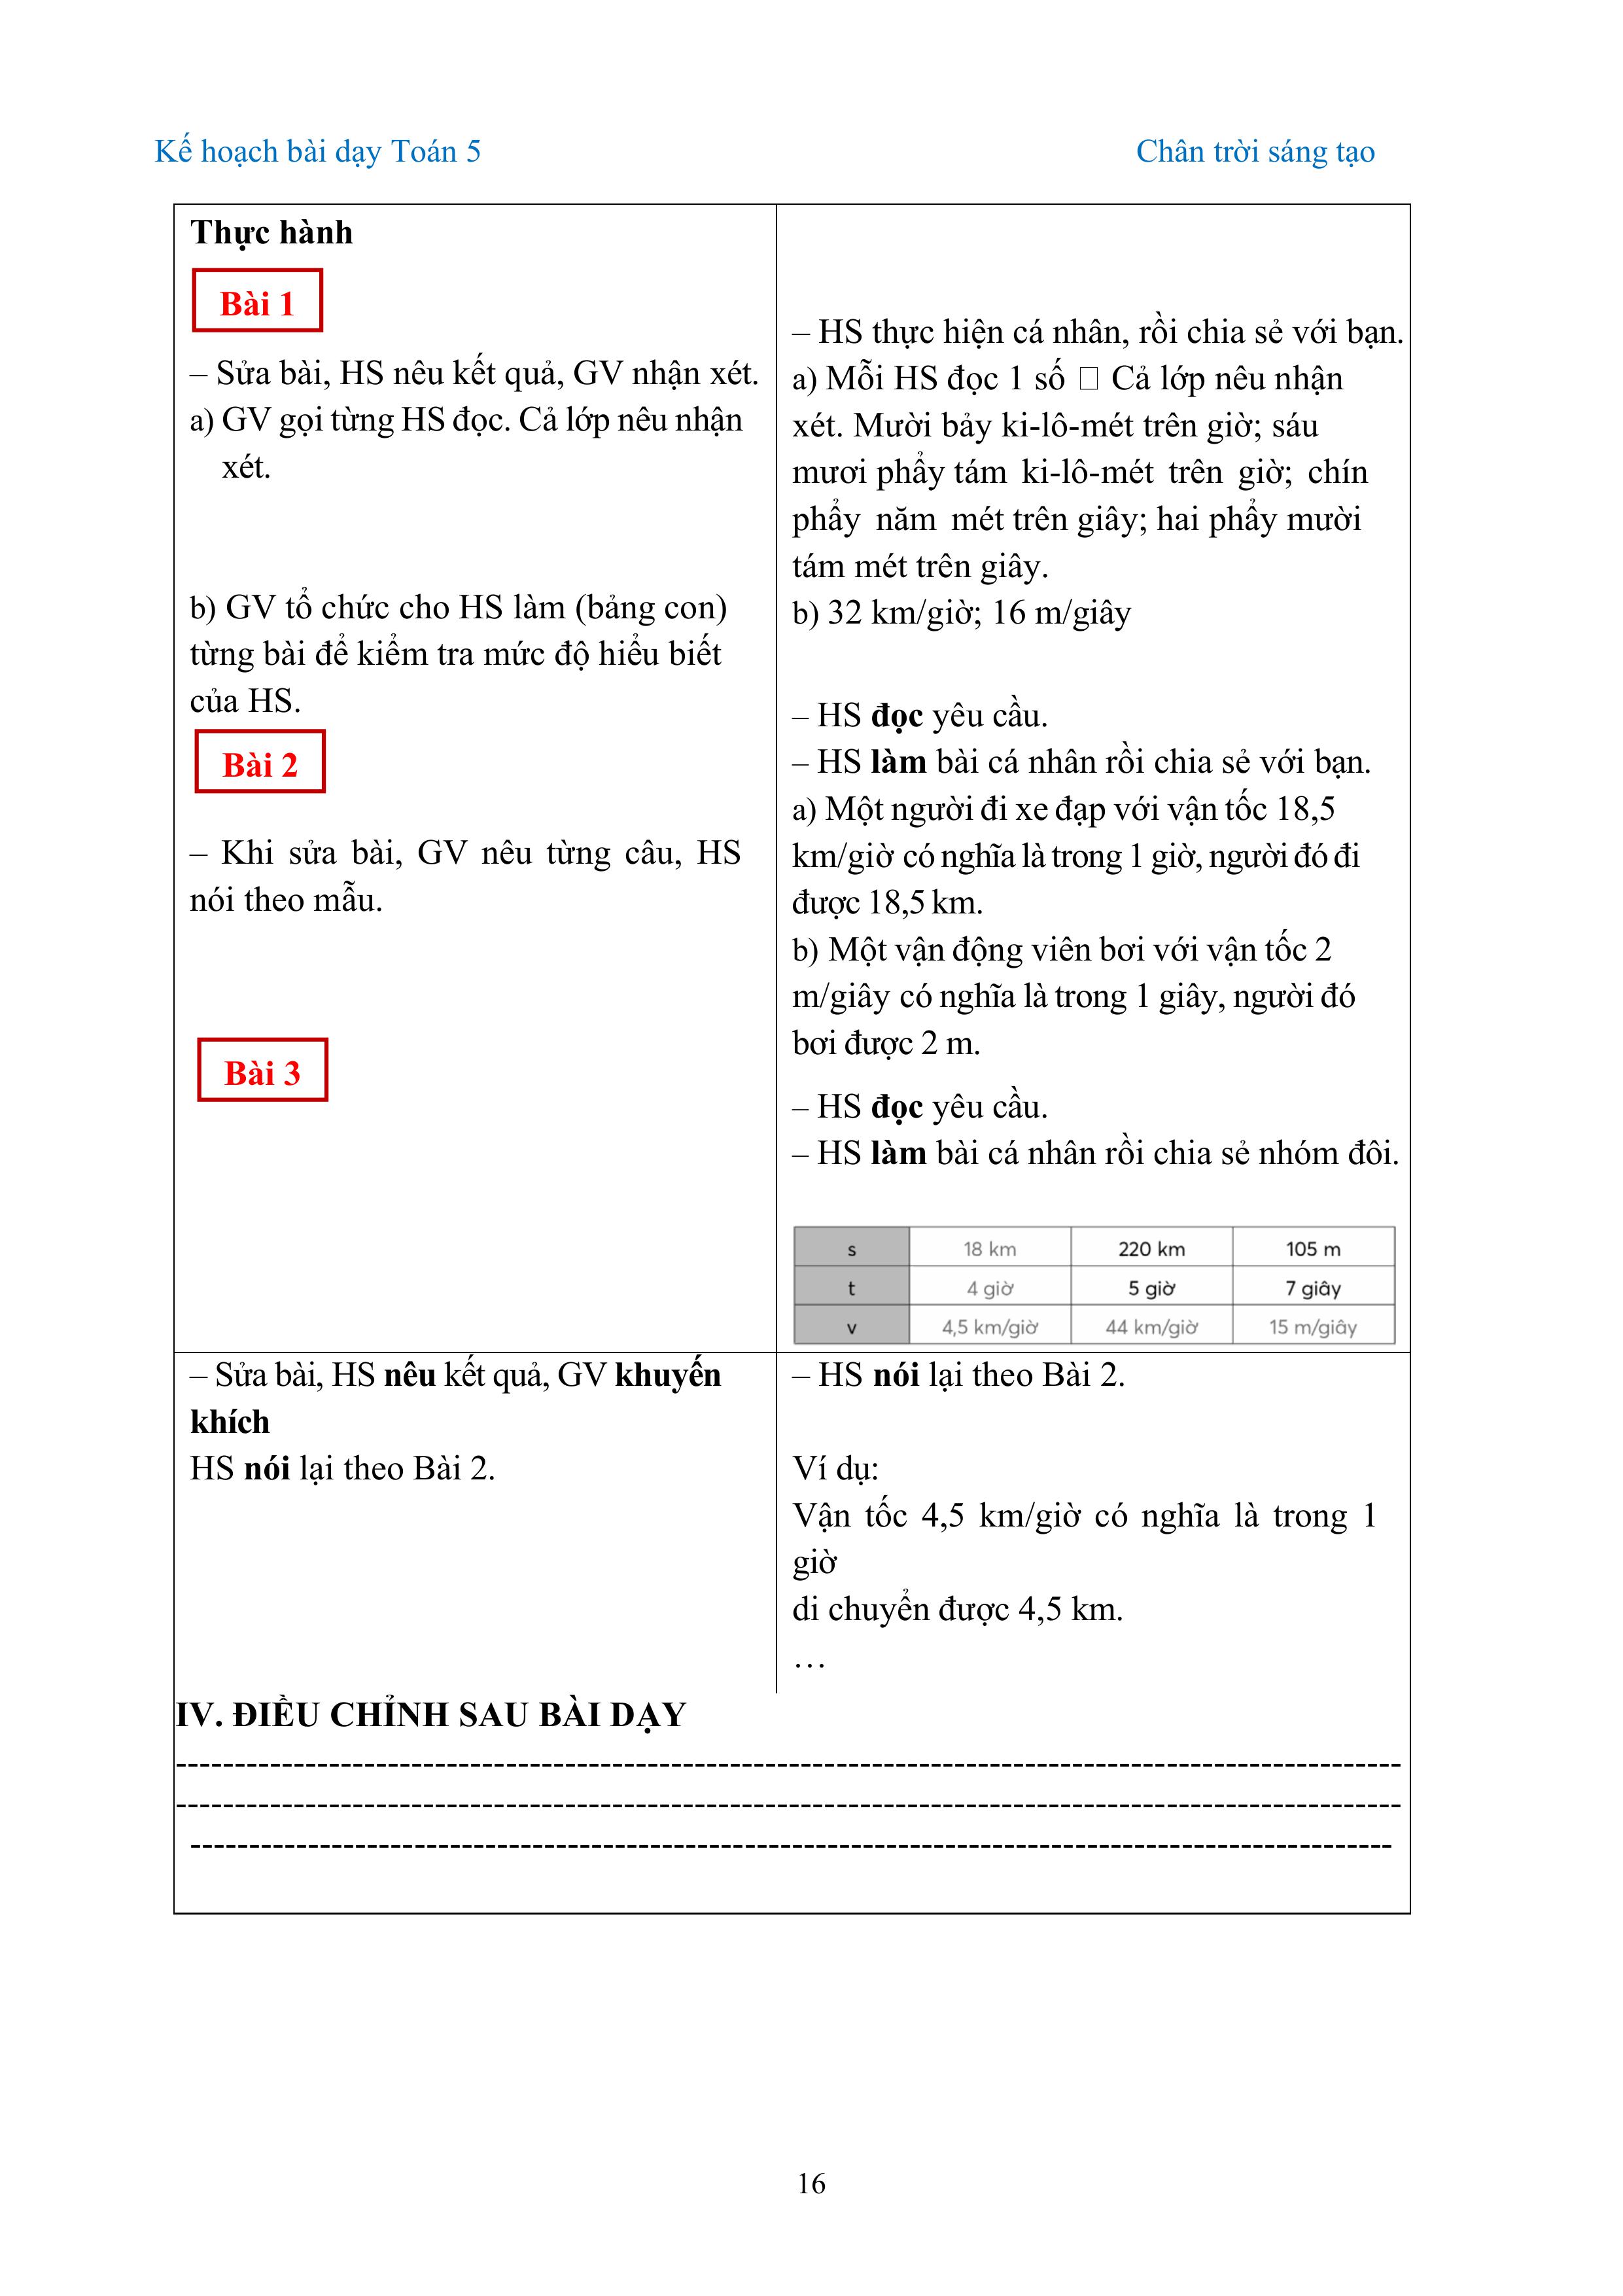 Kế hoạch bài dạy Toán 5
Chân trời sáng tạo
Thực hành
Bài 1
– Sửa bài, HS nêu kết quả, GV nhận xét.
a) GV gọi từng HS đọc. Cả lớp nêu nhận
xét.
b) GV tổ chức cho HS làm (bảng con)
từng bài để kiểm tra mức độ hiểu biết
của HS.
Bài 2
– Khi sửa bài, GV nêu từng câu, HS
nói theo mẫu.
Bài 3
– HS thực hiện cá nhân, rồi chia sẻ với bạn.
a) Mỗi HS đọc 1 số  Cả lớp nêu nhận
xét. Mười bảy ki-lô-mét trên giờ; sáu
mươi phẩy tám ki-lô-mét trên giờ; chín
phẩy năm mét trên giây; hai phẩy mười
tám mét trên giây.
b) 32 km/giờ; 16 m/giây
– HS đọc yêu cầu.
– HS làm bài cá nhân rồi chia sẻ với bạn.
a) Một người đi xe đạp với vận tốc 18,5
km/giờ có nghĩa là trong 1 giờ, người đó đi
được 18,5 km.
b) Một vận động viên bơi với vận tốc 2
m/giây có nghĩa là trong 1 giây, người đó
bơi được 2 m.
– HS đọc yêu cầu.
– HS làm bài cá nhân rồi chia sẻ nhóm đôi.
s 18 km 220 km 105 m
t 4 giờ 5 giờ 7 giây
v 4,5 km/giờ 44 km/giờ 15 m/giây
– Sửa bài, HS nêu kết quả, GV khuyến
khích
HS nói lại theo Bài 2.
– HS nói lại theo Bài 2.
Ví dụ:
Vận tốc 4,5 km/giờ có nghĩa là trong 1
giờ
di chuyển được 4,5 km.
…
IV. ĐIỀU CHỈNH SAU BÀI DẠY
16